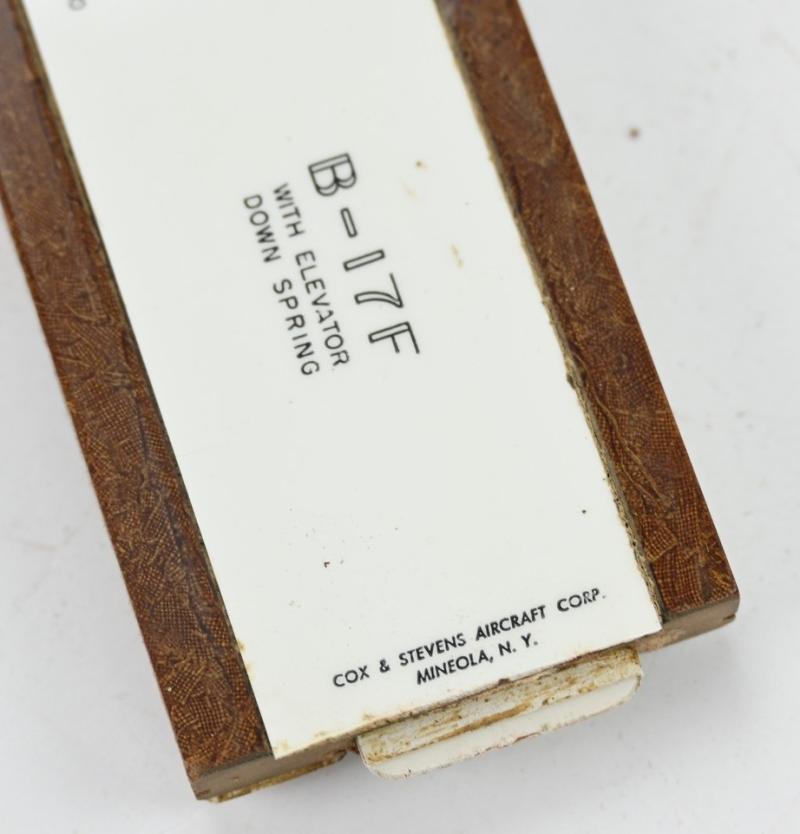 B-17F
WITH ELEVATOR
DOWN SPRING
COX & STEVENS AIRCRAFT CORP.
MINEOLA, N. Y.